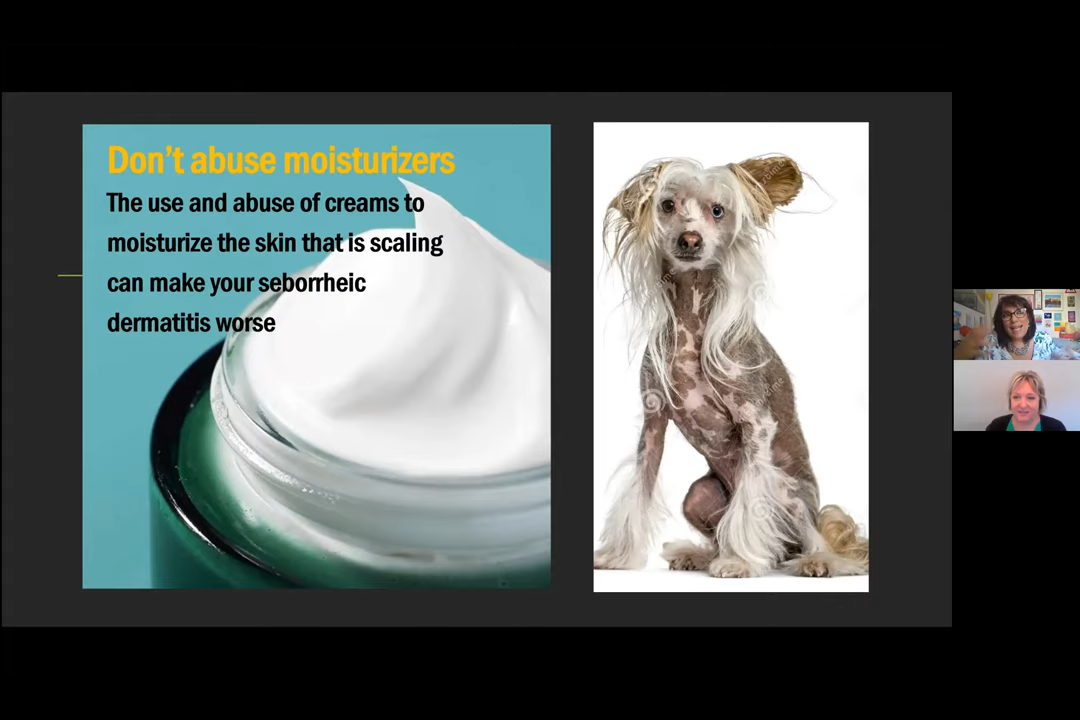 Don't abuse moisturizers
The use and abuse of creams to
moisturize the skin that is scaling
can make your seborrheic
dermatitis worse